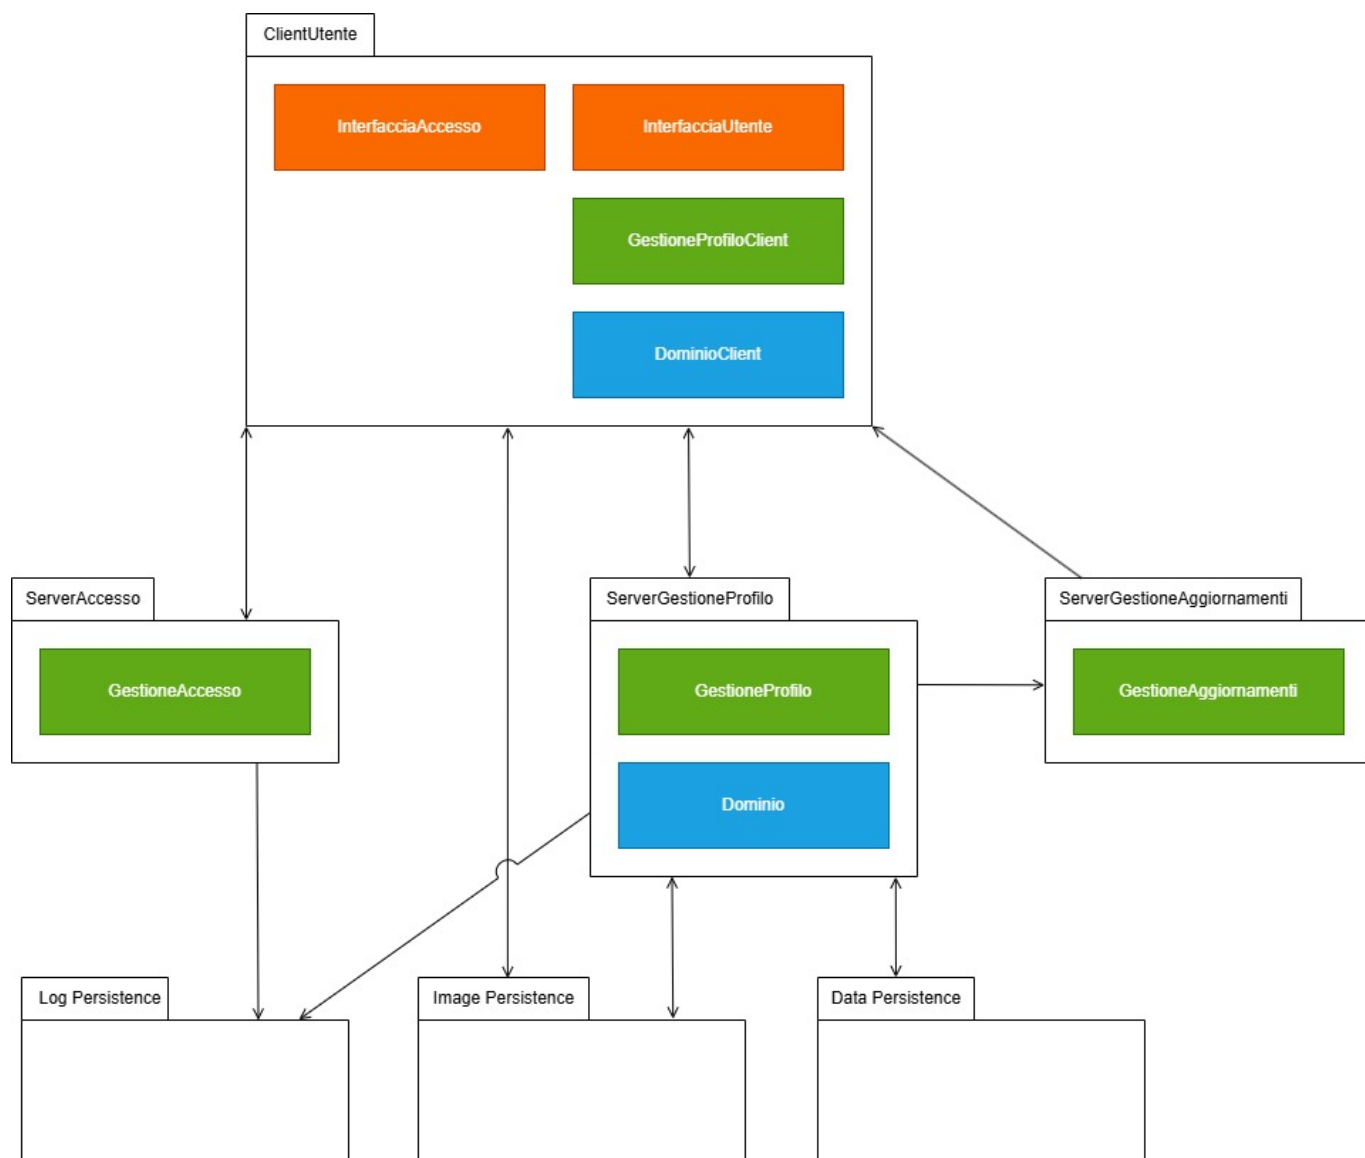 ClientUtente
InterfacciaAccesso
InterfacciaUtente
GestioneProfiloClient
DominioClient
ServerAccesso
ServerGestioneProfilo
ServerGestioneAggiornamenti
GestioneAccesso
GestioneProfilo
GestioneAggiornamenti
Dominio
Log Persistence
Image Persistence
Data Persistence